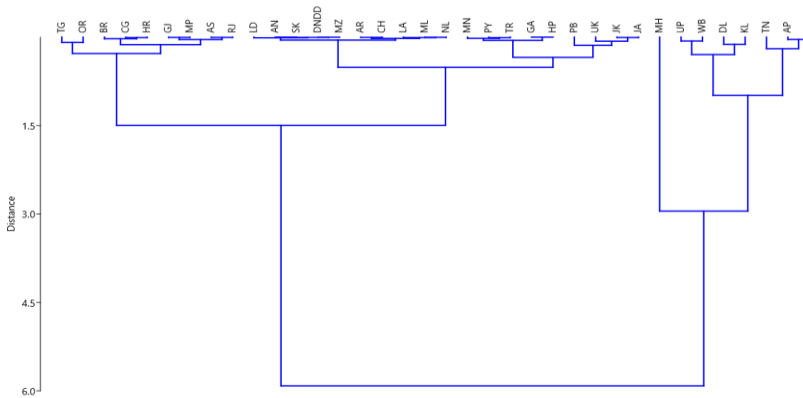 TG OR BR CG HR GJ MP AS RJ LD AN SK DNDD MZ AR CH LA ML NL MN PY TR GA HP PB UK JK JA MH UP WB DL KL TN AP
1.5
3.0
4.5
6.0
Distance